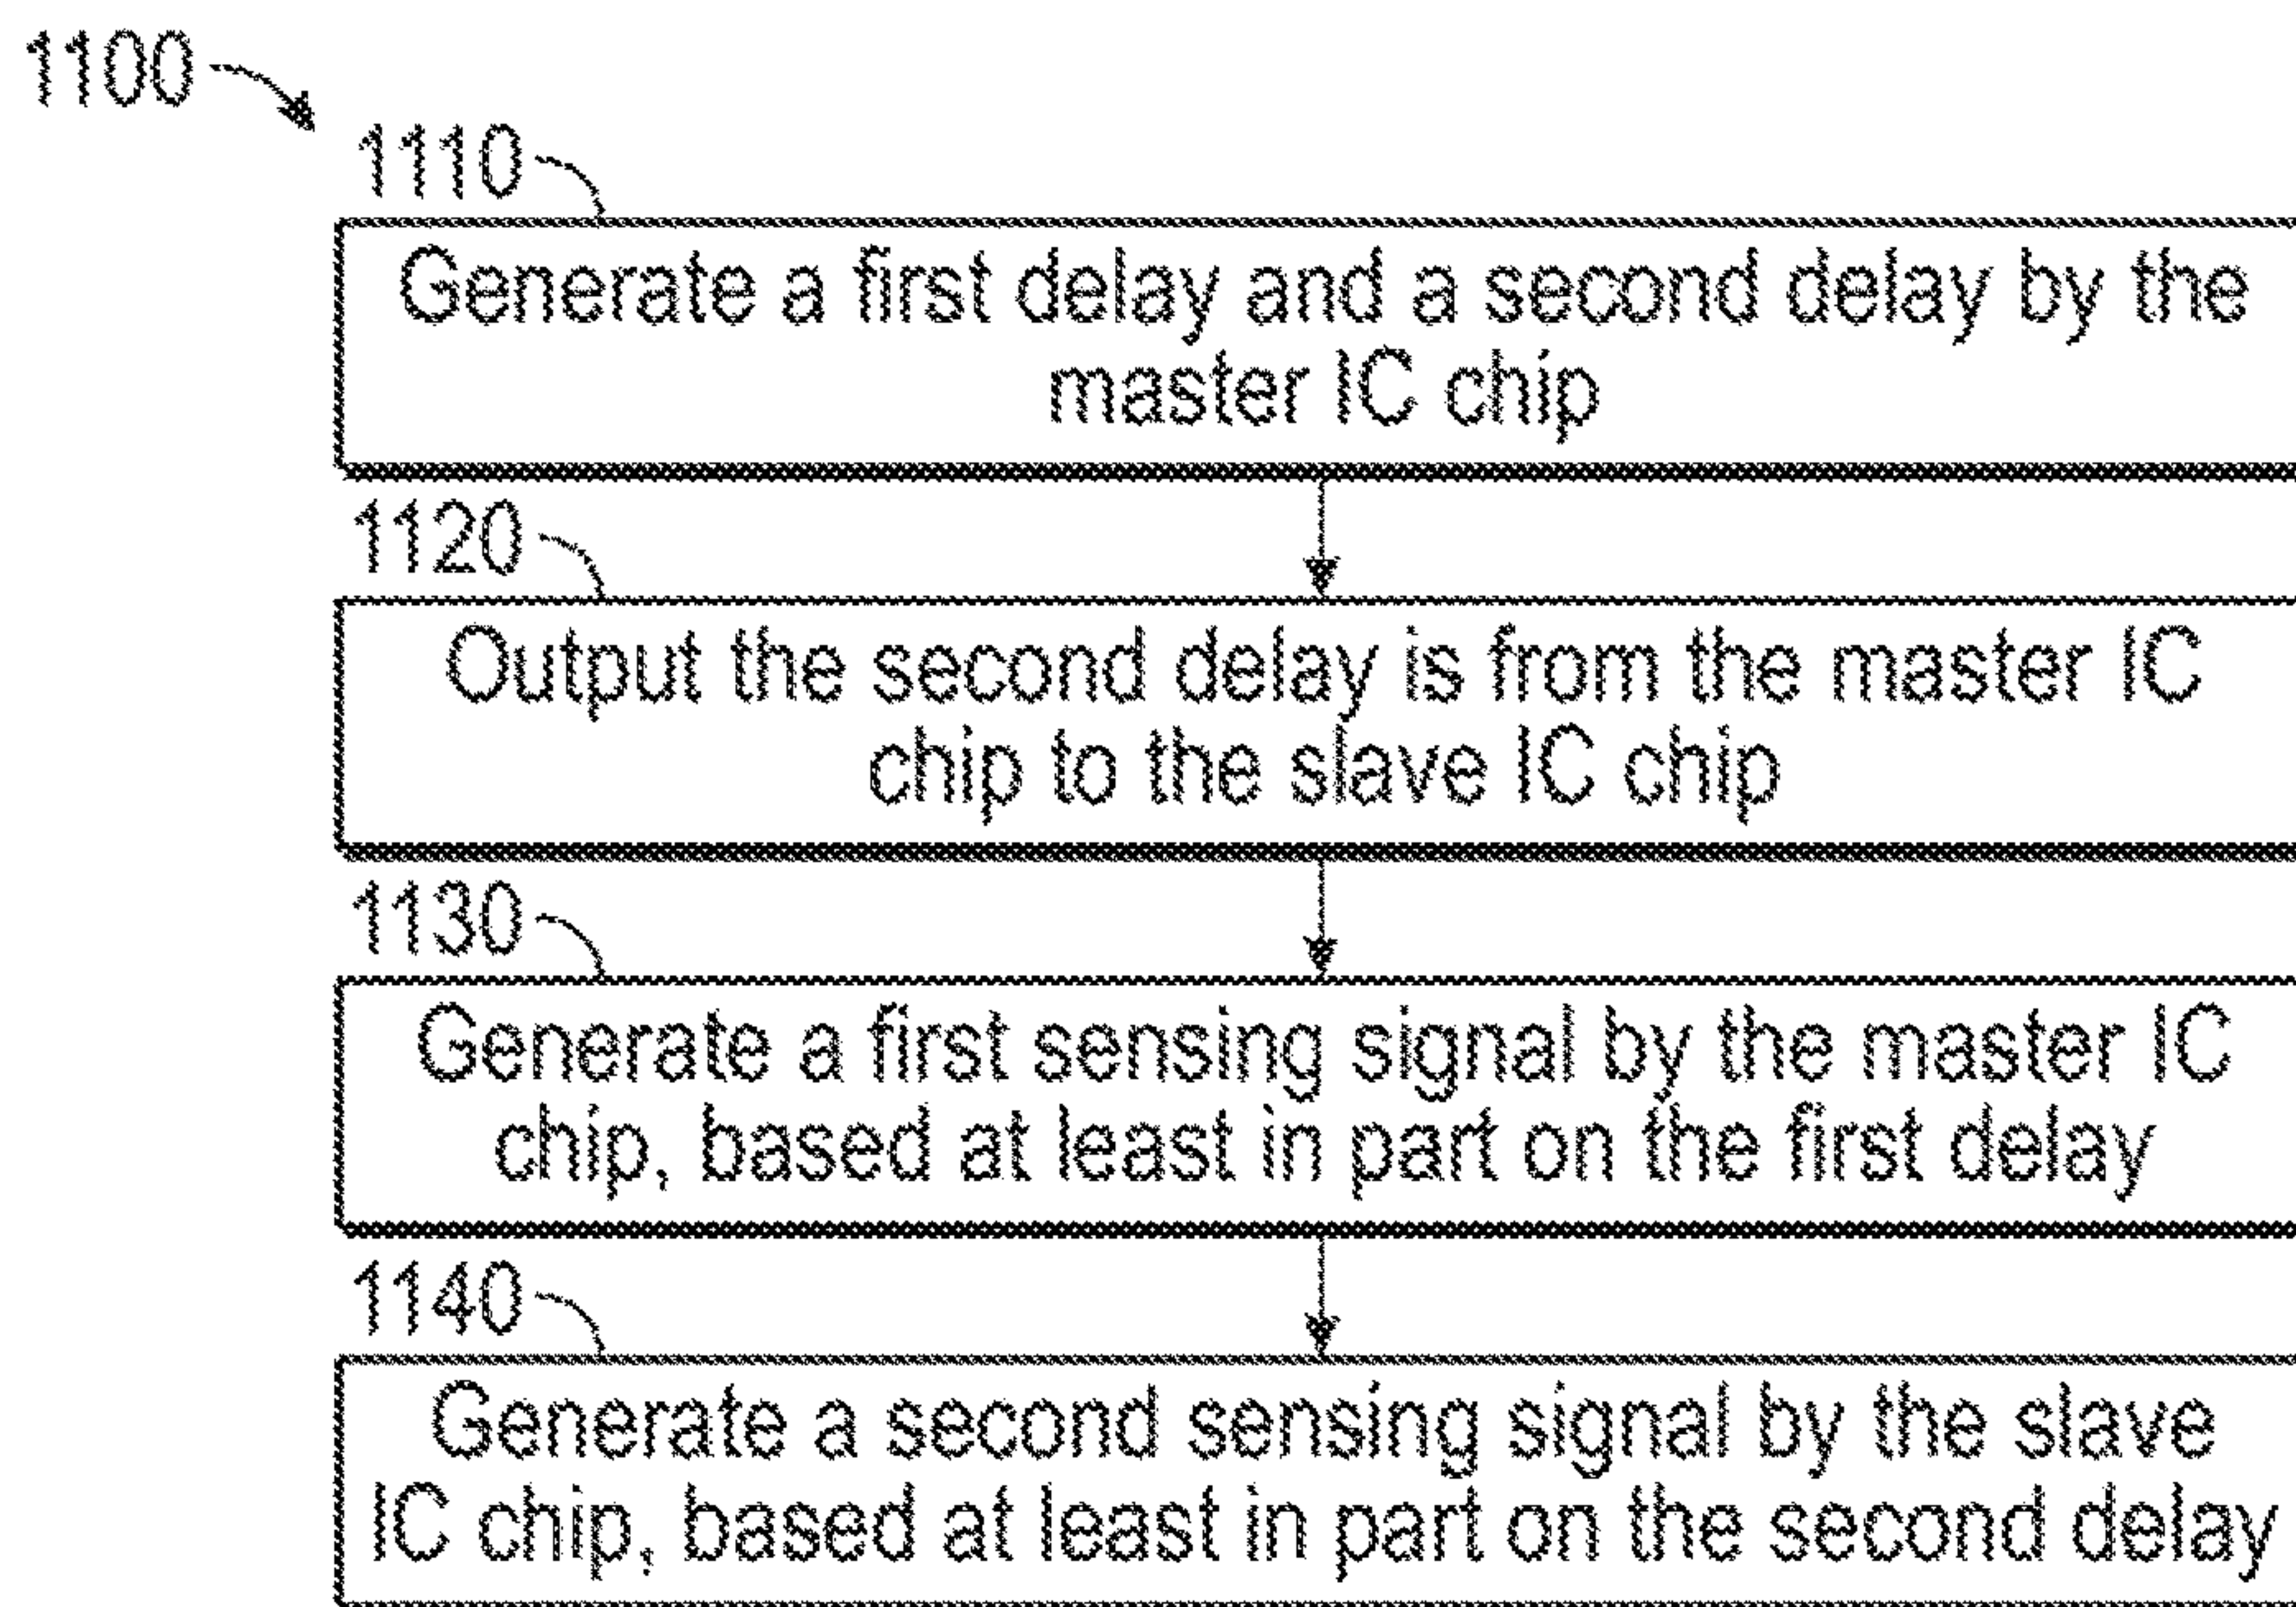 1100
1110
Generate a first delay and a second delay by the
master IC chip
1120
Output the second delay is from the master IC
chip to the slave IC chip
1130
Generate a first sensing signal by the master IC
chip, based at least in part on the first delay
1140
Generate a second sensing signal by the slave
IC chip, based at least in part on the second delay